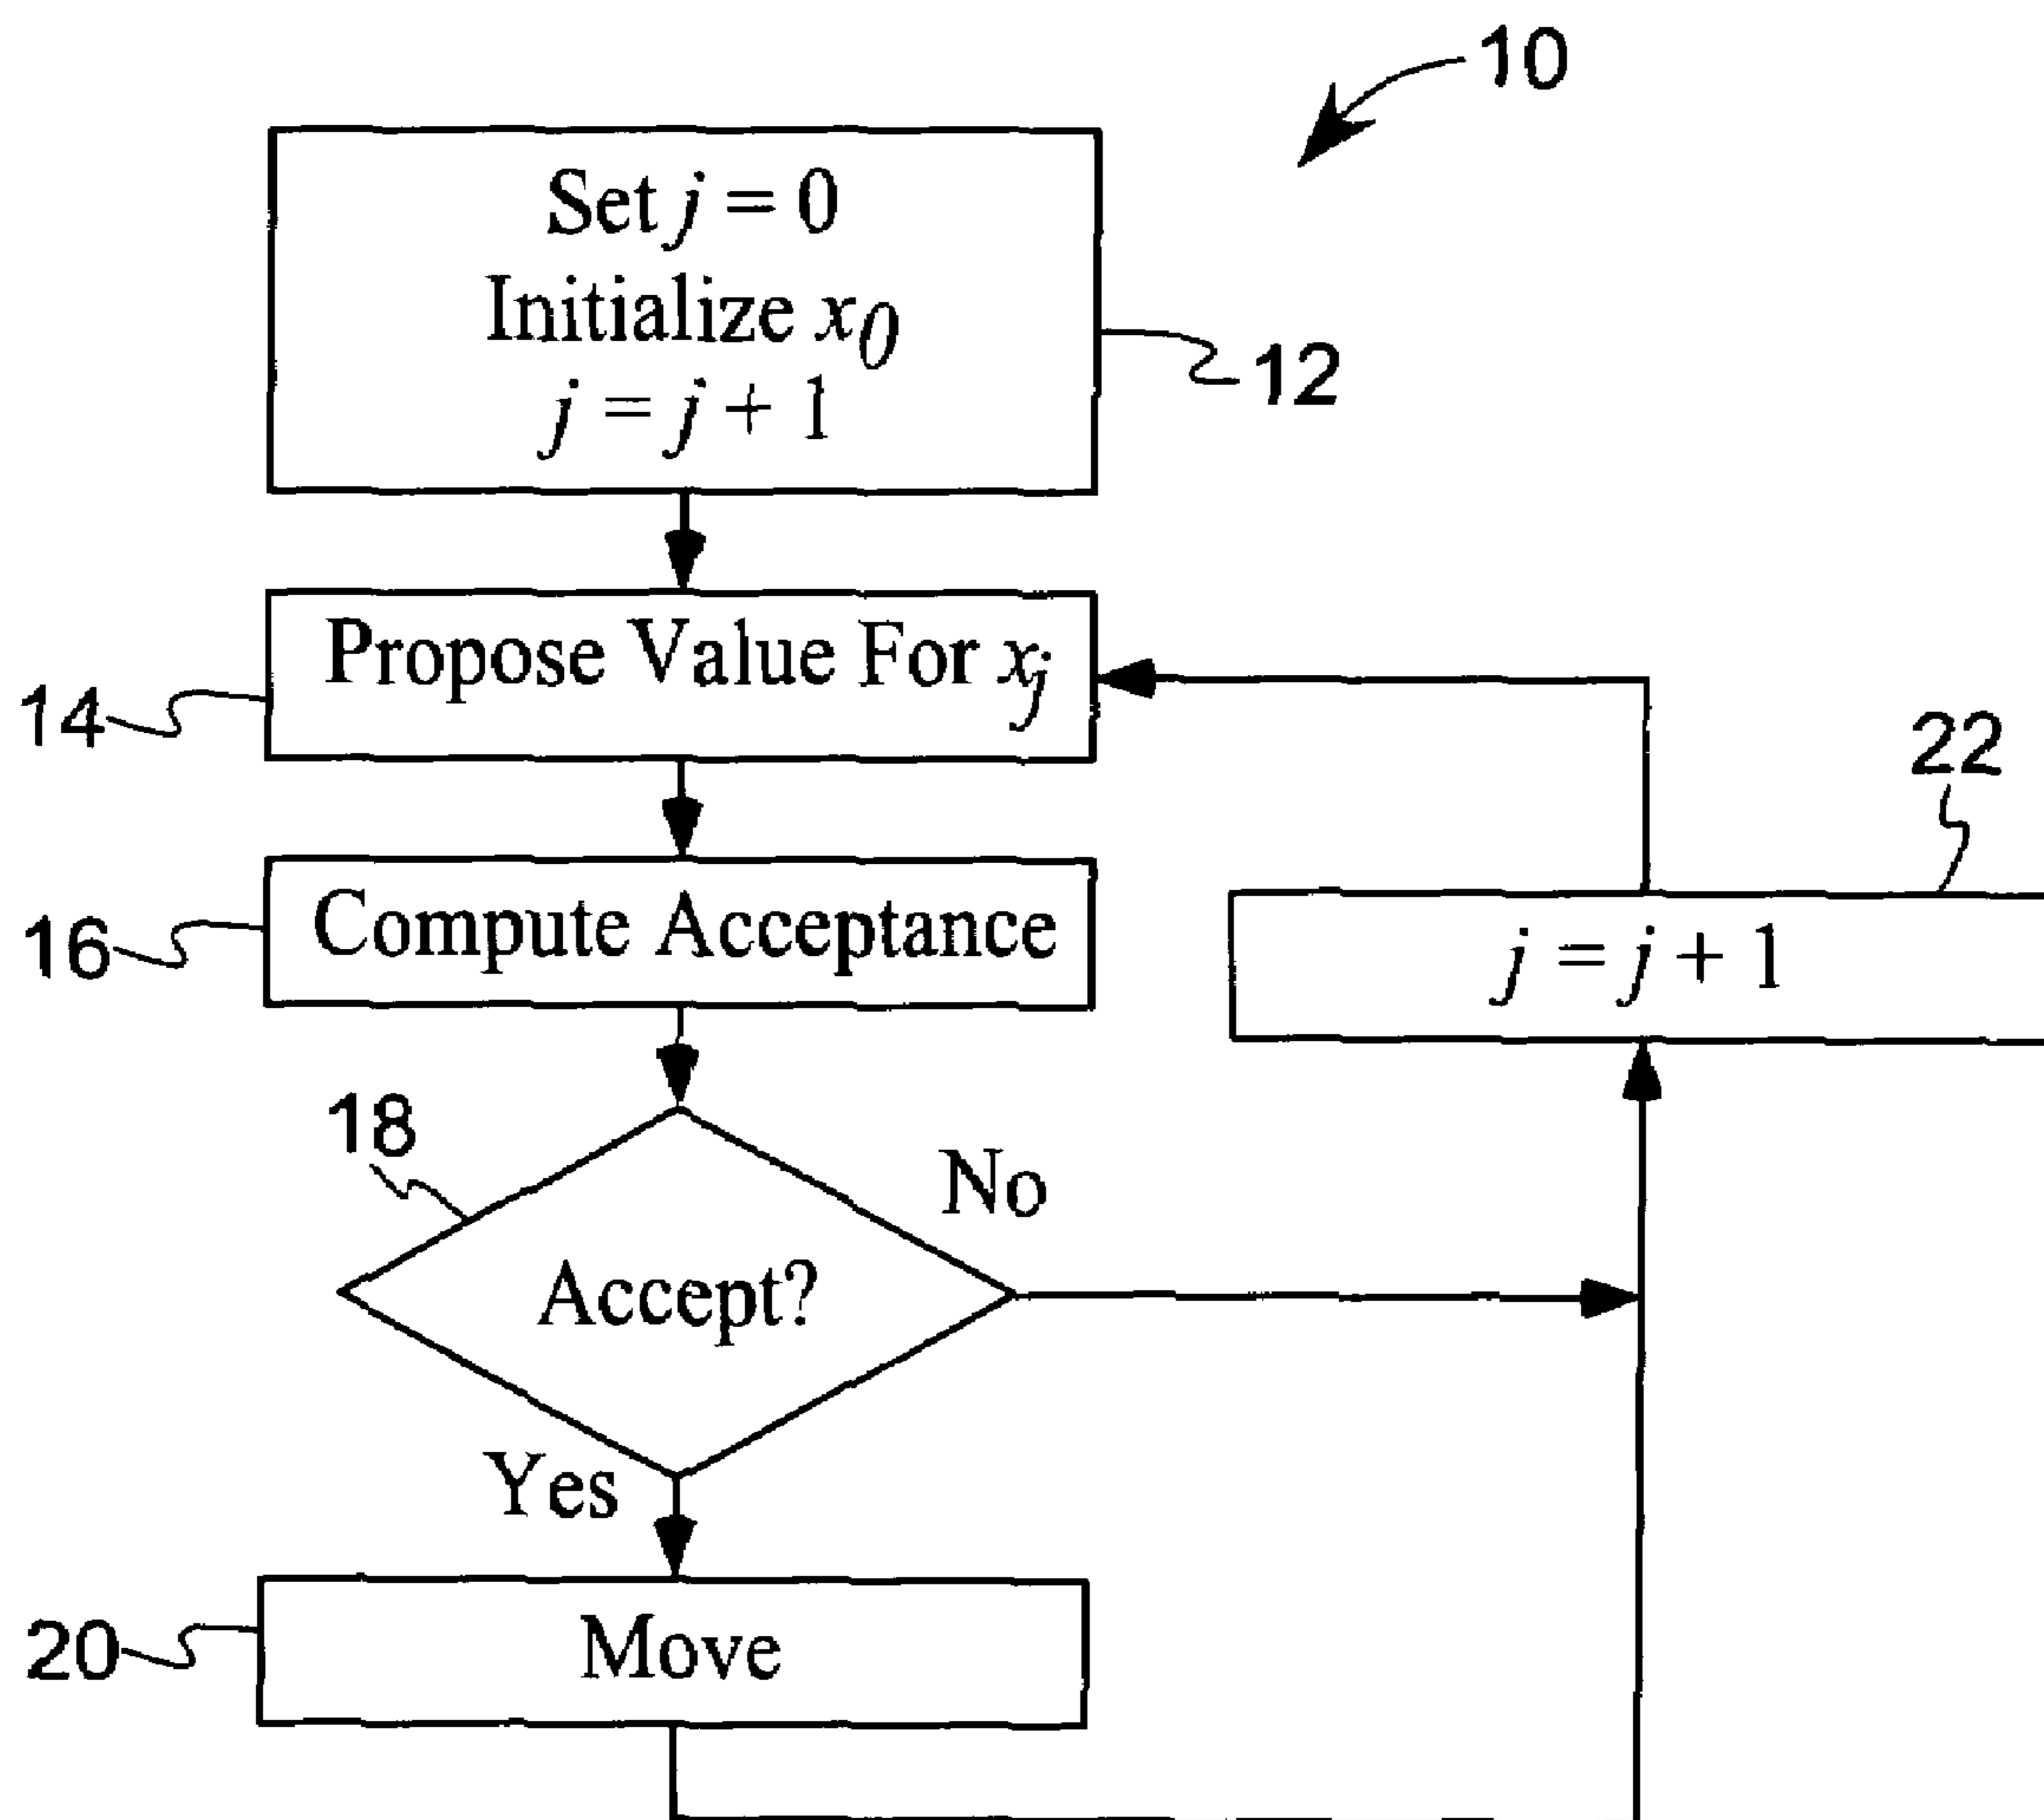 10
Set j = 0
Initialize x0
j = j + 1
12
Propose Value For xj
14
22
Compute Acceptance
16
j = j + 1
18
No
Accept?
Yes
Move
20